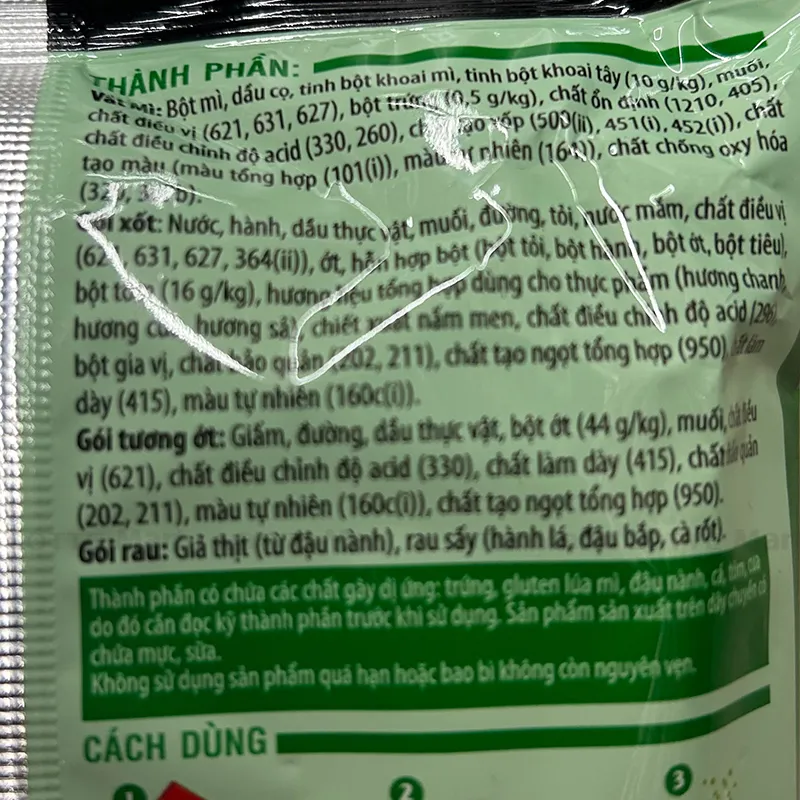 THÀNH PHẦN:
Vắt Mì: Bột mì, dầu cọ, tinh bột khoai mì, tinh bột khoai tây (10 g/kg), muối,
chất điều vị (621, 631, 627), bột (0,5 g/kg), chất ổn định (1210, 405),
chất điều chỉnh độ acid (330, 260), xốp (500(ii), 451(i), 452(i)), chất
tạo màu (màu tổng hợp (101(i)), màu tự nhiên (164)), chất chống oxy hóa
Gói xốt: Nước, hành, dầu thực vật, muối, đường, tỏi, nước mắm, chất điều vị
(621, 631, 627, 364(ii)), ớt, hỗn hợp bột (bột tỏi, bột hành, bột ớt, bột tiêu),
bột (16 g/kg), hương liệu tổng hợp dùng cho thực phẩm (hương chanh,
hương hương sả), chiết xuất nấm men, chất điều chỉnh độ acid
bột gia vị, chất bảo quản (202, 211), chất tạo ngọt tổng hợp (950), chất làm
dày (415), màu tự nhiên (160c(i)).
Gói tương ớt: Giấm, đường, dầu thực vật, bột ớt (44 g/kg), muối, chất điều
vị (621), chất điều chỉnh độ acid (330), chất làm dày (415), chất bảo quản
(202, 211), màu tự nhiên (160c(i)), chất tạo ngọt tổng hợp (950).
Gói rau: Giả thịt (từ đậu nành), rau sấy (hành lá, đậu bắp, cà rốt).
Thành phần có chứa các chất gây dị ứng: trứng, gluten lúa mì, đậu nành, cá, tôm, cua
do đó cần đọc kỹ thành phần trước khi sử dụng. Sản phẩm sản xuất trên dây chuyền có
chứa mực, sữa.
Không sử dụng sản phẩm quá hạn hoặc bao bì không còn nguyên vẹn.
CÁCH DÙNG
1 2 3